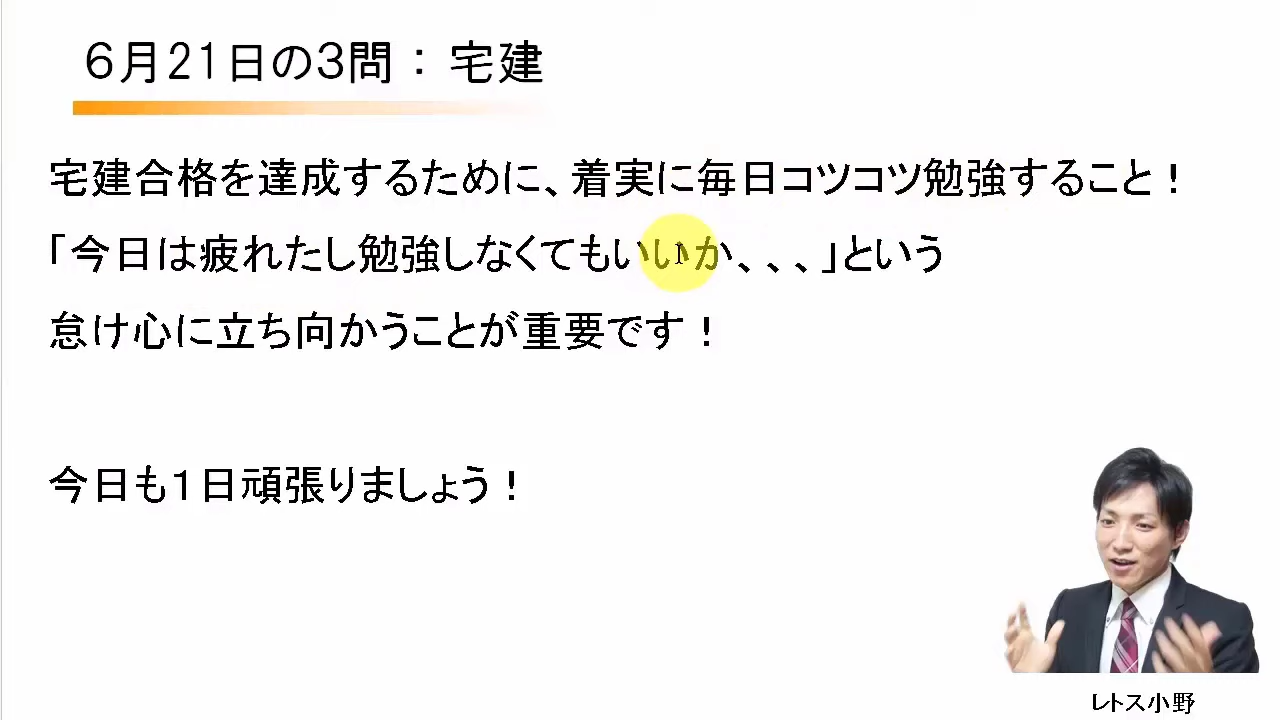 ６月21日の３問：宅建
宅建合格を達成するために、着実に毎日コツコツ勉強すること！
「今日は疲れたし勉強しなくてもいいか、、、」という
怠け心に立ち向かうことが重要です！
今日も１日頑張りましょう！
レトス小野